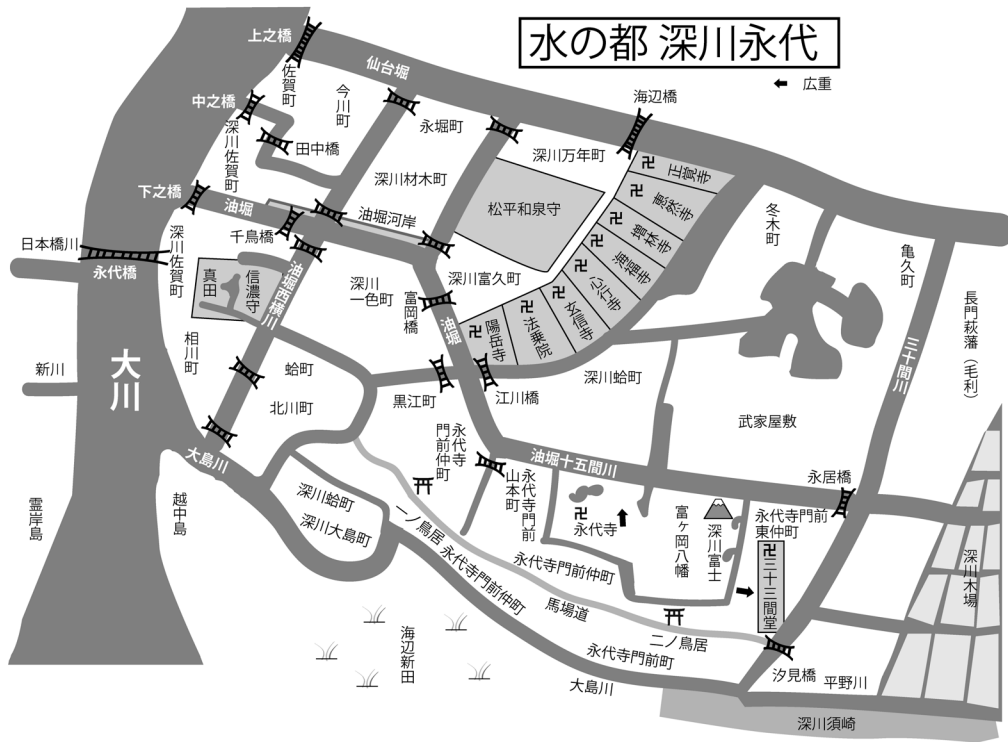 水の都 深川永代
広重
上之橋
仙台堀
佐賀町
今川町
中之橋
深川佐賀町
田中橋
永堀町
海辺橋
深川万年町
深川材木町
松平和泉守
正覚寺
恵然寺
増林寺
海福寺
心行寺
玄信寺
法乗院
陽岳寺
下之橋
油堀
千鳥橋
油堀河岸
深川佐賀町
日本橋川
永代橋
真田
信濃守
油堀西横川
深川
一色町
富岡橋
深川富久町
油堀
冬木町
亀久町
三十間川
長門萩藩(毛利)
大川
新川
相川町
蛤町
北川町
黒江町
江川橋
深川蛤町
武家屋敷
大島川
霊岸島
越中島
深川蛤町
深川大島町
永代寺
門前仲町
一ノ鳥居
山本町
永代寺門前
油堀十五間川
永代寺
富ヶ岡八幡
深川富士
永居橋
永代寺門前
東仲町
三十三間堂
深川木場
永代寺門前仲町
永代寺門前仲町
馬場道
二ノ鳥居
永代寺門前町
汐見橋
平野川
大島川
海辺新田
深川須崎